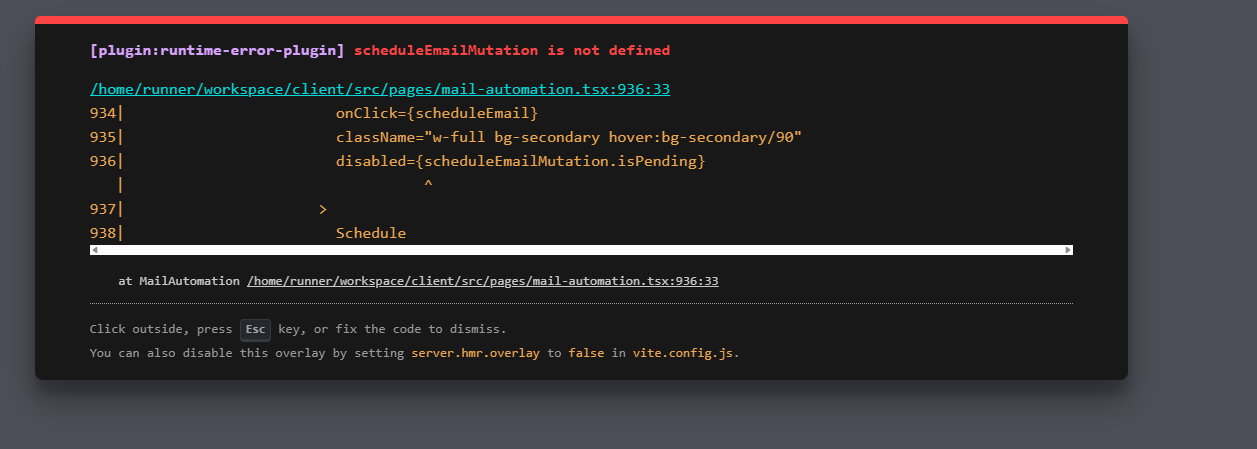 [plugin:runtime-error-plugin] scheduleEmailMutation is not defined
/home/runner/workspace/client/src/pages/mail-automation.tsx:936:33
934|                        onClick={scheduleEmail}
935|                        className="w-full bg-secondary hover:bg-secondary/90"
936|                        disabled={scheduleEmailMutation.isPending}
   |                                  ^
937|                      >
938|                        Schedule
at MailAutomation /home/runner/workspace/client/src/pages/mail-automation.tsx:936:33
Click outside, press Esc key, or fix the code to dismiss.
You can also disable this overlay by setting server.hmr.overlay to false in vite.config.js.